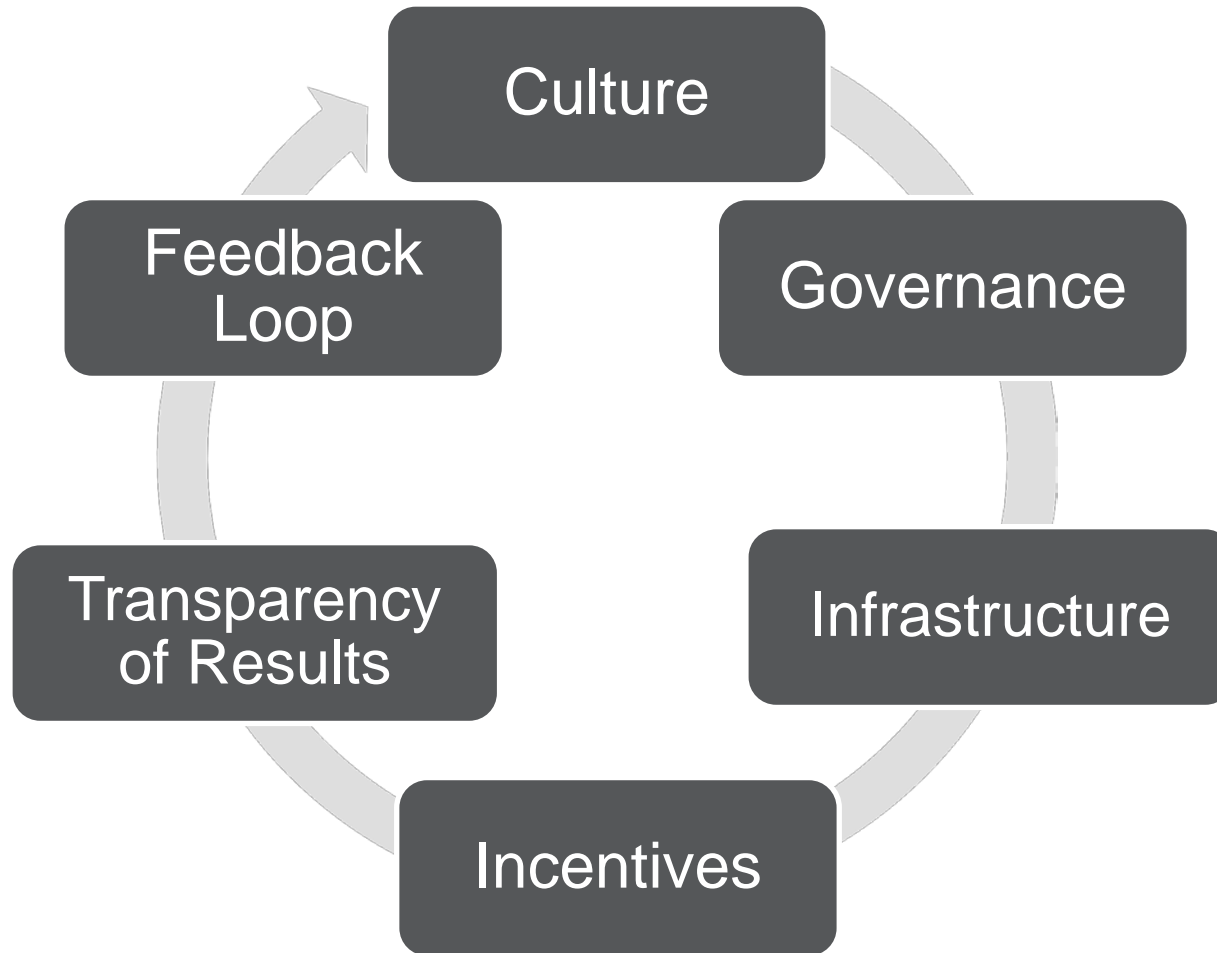 Culture
Governance
Infrastructure
Incentives
Transparency
of Results
Feedback
Loop